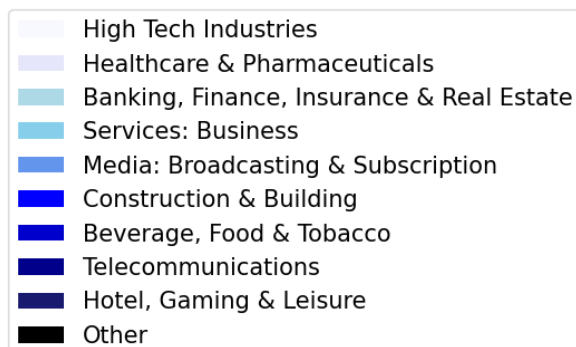 High Tech Industries
Healthcare & Pharmaceuticals
Banking, Finance, Insurance & Real Estate
Services: Business
Media: Broadcasting & Subscription
Construction & Building
Beverage, Food & Tobacco
Telecommunications
Hotel, Gaming & Leisure
Other